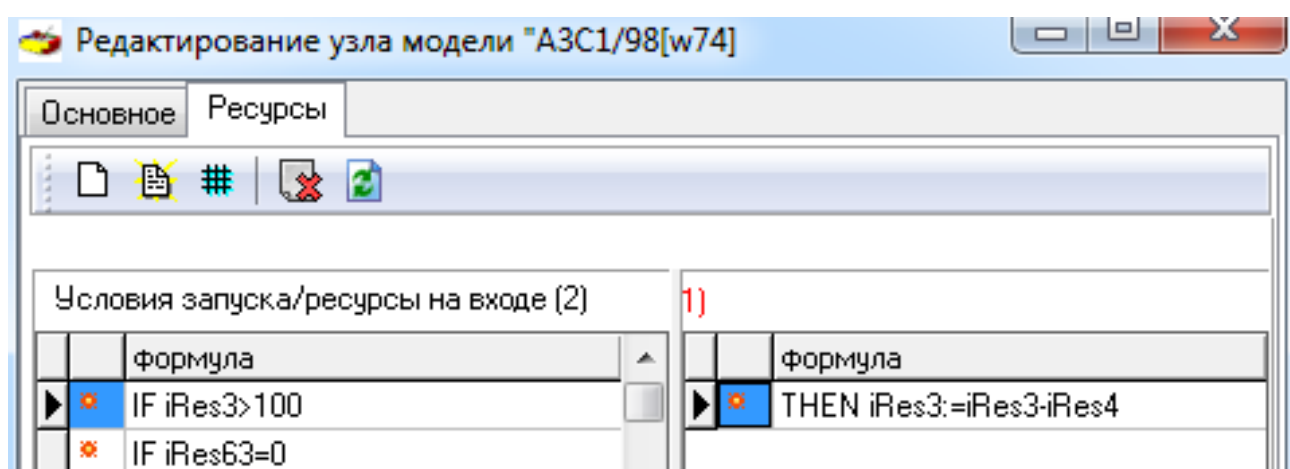 Редактирование узла модели "АЗС1/98[w74]
Основное
Ресурсы
Условия запуска/ресурсы на входе (2)
1)
формула
формула
IF iRes3>100
THEN iRes3:=iRes3-iRes4
IF iRes63=0